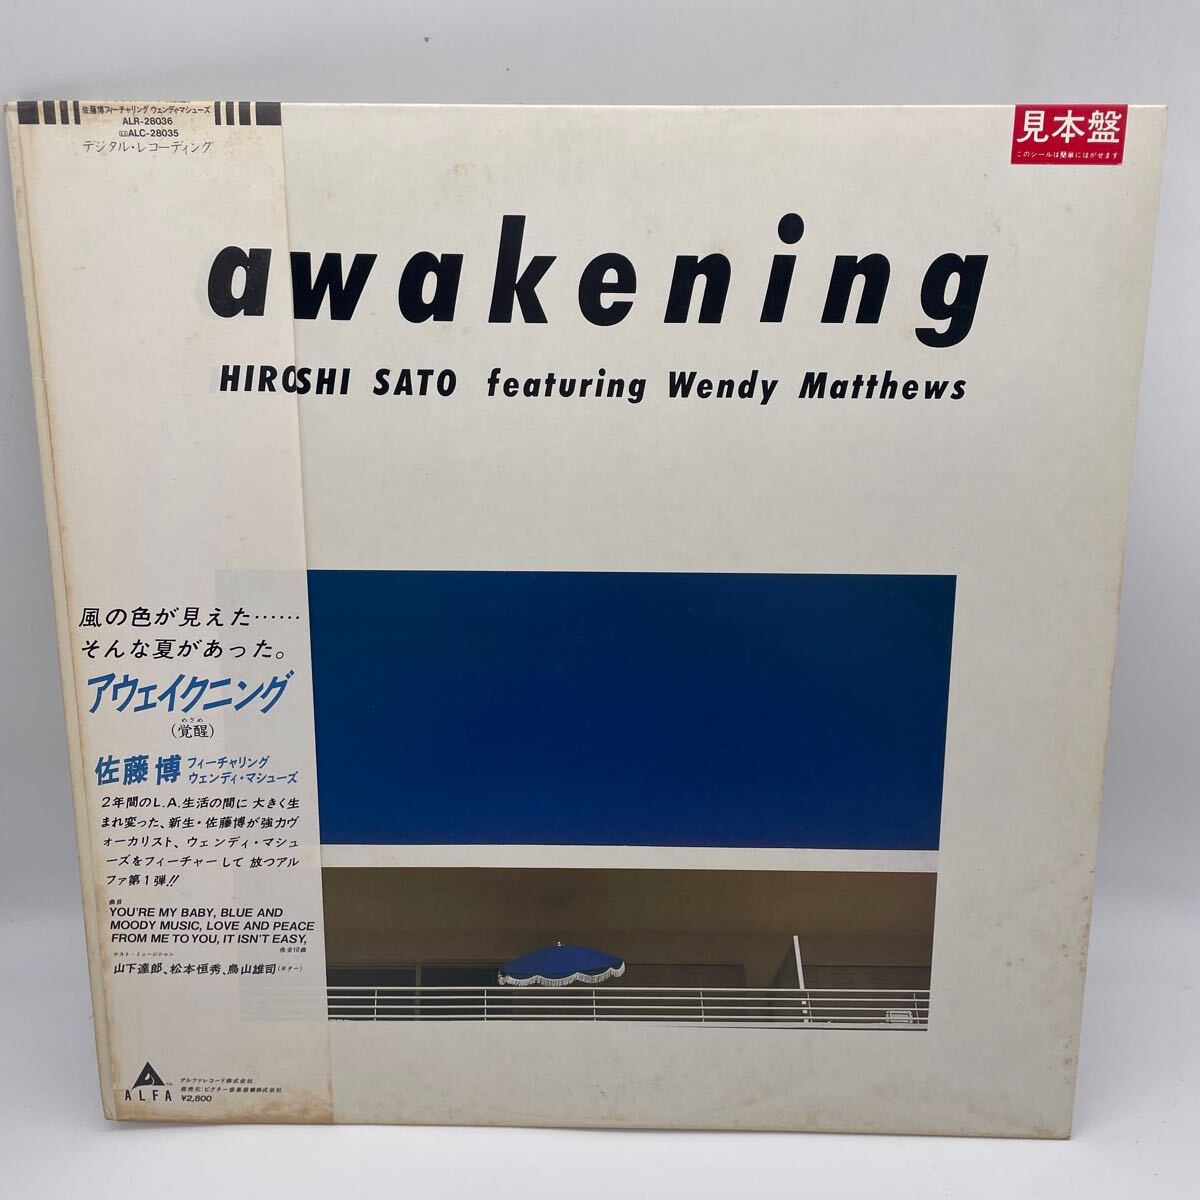 佐藤博フィーチャリング ウェンディ・マシューズ
ALR-28036
ALC-28035
デジタル・レコーディング
見本盤
このシールは簡単にはがせます
awakening
HIROSHI SATO featuring Wendy Matthews
風の色が見えた……
そんな夏があった。
アウェイクニング
めざめ
(覚醒)
佐藤 博 フィーチャリング
ウェンディ・マシューズ
2年間のL.A.生活の間に 大きく生
まれ変った、新生・佐藤博が強力ヴ
ォーカリスト、ウェンディ・マシュ
ーズをフィーチャーして 放つアル
ファ第1弾!!
曲目
YOU'RE MY BABY, BLUE AND
MOODY MUSIC, LOVE AND PEACE
FROM ME TO YOU, IT ISN'T EASY,
他全10曲
ゲスト・ミュージシャン
山下達郎、松本恒秀、鳥山雄司(ギター)
ALFA
TM
アルファレコード株式会社
発売元:ビクター音楽産業株式会社
¥2,800